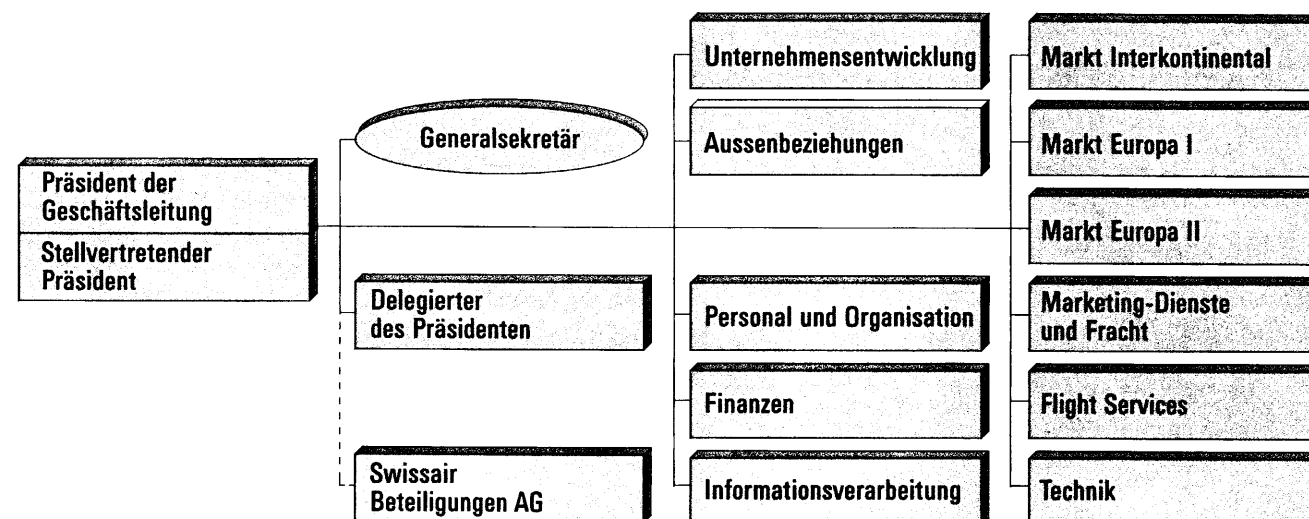 Präsident der
Geschäftsleitung
Stellvertretender
Präsident
Generalsekretär
Delegierter
des Präsidenten
Swissair
Beteiligungen AG
Unternehmensentwicklung
Aussenbeziehungen
Personal und Organisation
Finanzen
Informationsverarbeitung
Markt Interkontinental
Markt Europa I
Markt Europa II
Marketing-Dienste
und Fracht
Flight Services
Technik